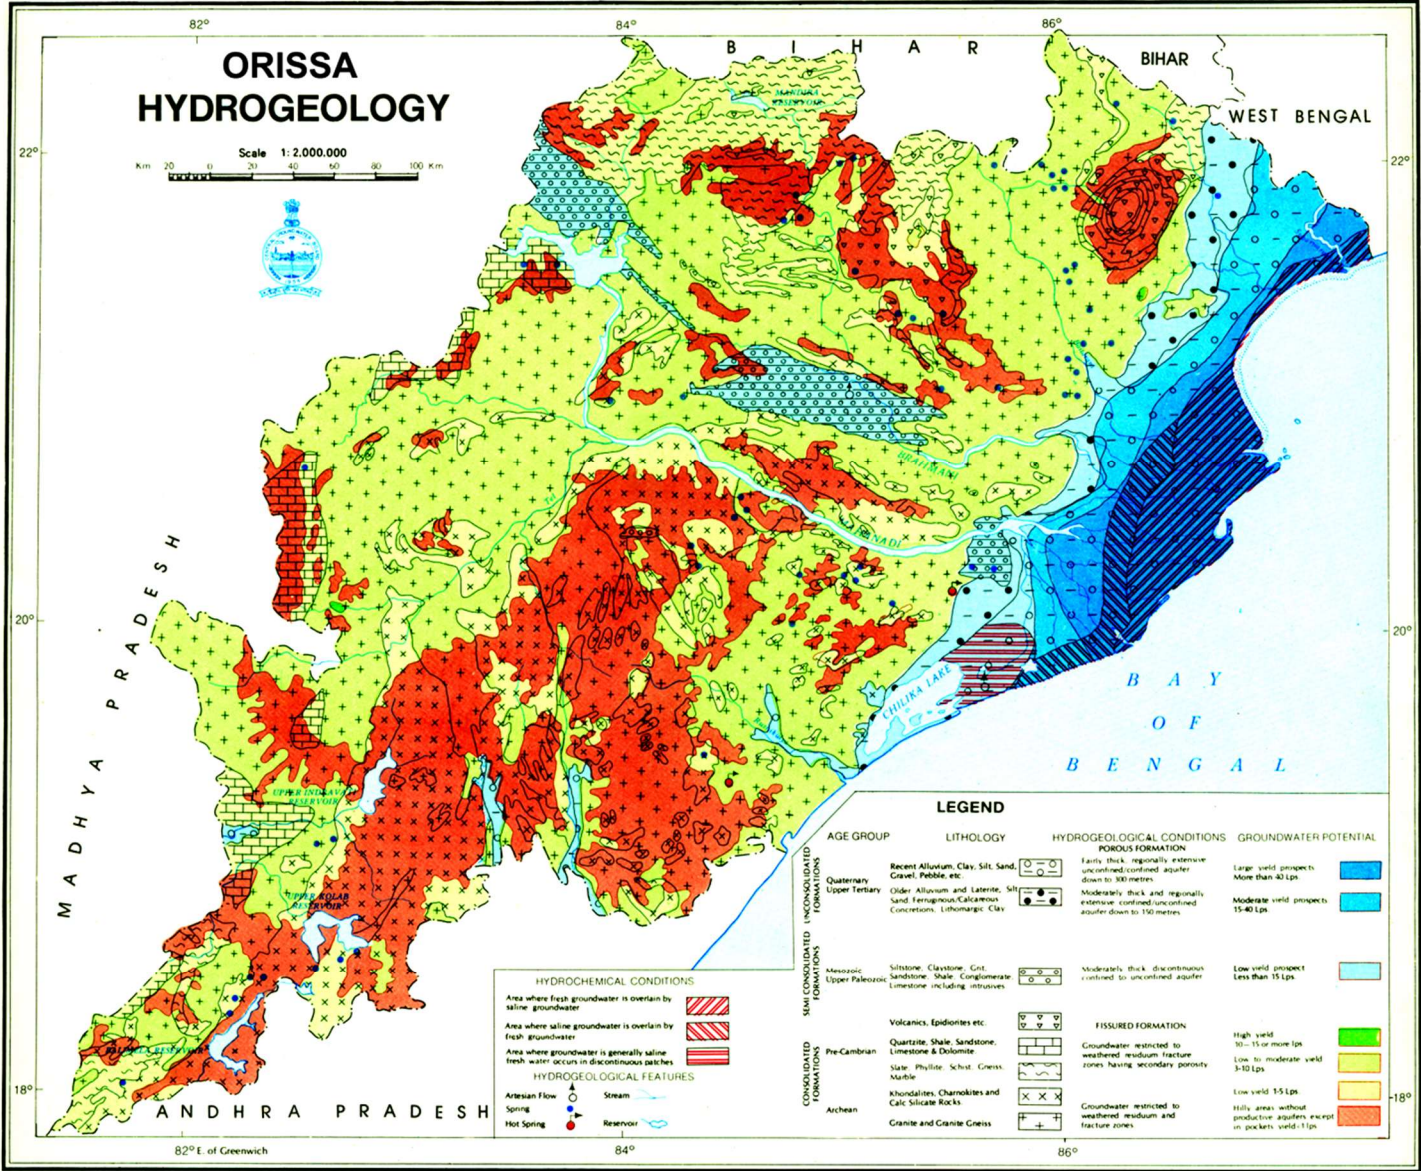 82°
84°
86°
B I H A R
BIHAR
WEST BENGAL
ORISSA
HYDROGEOLOGY
Scale 1:2.000.000
Km 20 0 20 40 60 80 100 Km
22°
22°
MANDIRA
RESERVOIR
BRAHMANI
MAHANADI
Tel
20°
20°
MADHYA PRADESH
CHILIKA LAKE
BAY
OF
BENGAL
UPPER INDRAVATI
RESERVOIR
UPPER KOLAB
RESERVOIR
BALIMELA RESERVOIR
18°
18°
ANDHRA PRADESH
82° E. of Greenwich
84°
86°
HYDROCHEMICAL CONDITIONS
Area where fresh groundwater is overlain by
saline groundwater
Area where saline groundwater is overlain by
fresh groundwater
Area where groundwater is generally saline
fresh water occurs in discontinuous patches
HYDROGEOLOGICAL FEATURES
Artesian Flow
Stream
Spring
Hot Spring
Reservoir
LEGEND
AGE GROUP LITHOLOGY HYDROGEOLOGICAL CONDITIONS GROUNDWATER POTENTIAL
POROUS FORMATION
UNCONSOLIDATED
FORMATIONS
Quaternary
Upper Tertiary
Recent Alluvium, Clay, Silt, Sand,
Gravel, Pebble, etc.
Fairly thick, regionally extensive
unconfined/confined aquifer
down to 300 metres
Large yield prospects
More than 40 Lps
Older Alluvium and Laterite, Silt
Sand, Ferruginous/Calcareous
Concretions, Lithomargic Clay
Moderately thick and regionally
extensive confined/unconfined
aquifer down to 150 metres
Moderate yield prospects
15-40 Lps
SEMI CONSOLIDATED
FORMATIONS
Mesozoic
Upper Paleozoic
Siltstone, Claystone, Grit,
Sandstone, Shale, Conglomerate
Limestone including intrusives
Moderately thick discontinuous
confined to unconfined aquifer
Low yield prospect
Less than 15 Lps
CONSOLIDATED
FORMATIONS
Volcanics, Epidiorites etc.
FISSURED FORMATION
High yield
10-15 or more lps
Pre-Cambrian
Quartzite, Shale, Sandstone,
Limestone & Dolomite
Groundwater restricted to
weathered residuum fracture
zones having secondary porosity
Low to moderate yield
3-10 Lps
Slate, Phyllite, Schist, Gneiss,
Marble
Low yield 1-5 Lps
Archean
Khondalites, Charnokites and
Calc Silicate Rocks
Granite and Granite Gneiss
Groundwater restricted to
weathered residuum and
fracture zones
Hilly areas without
productive aquifers except
in pockets yield<1 lps